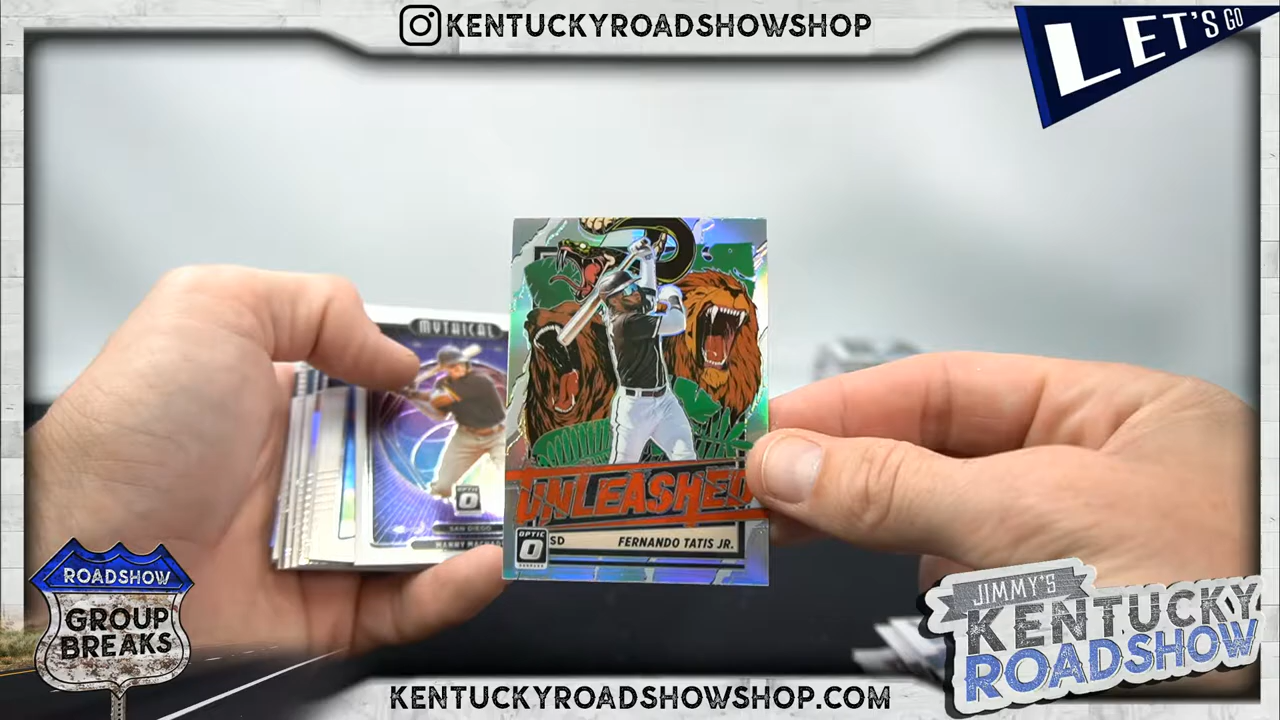 KENTUCKYROADSHOWSHOP
LET'S GO
MYTHICAL
OPTIC
SAN DIEGO
UNLEASHED
OPTIC
SD
FERNANDO TATIS JR.
ROADSHOW
GROUP
BREAKS
JIMMY'S
KENTUCKY
ROADSHOW
KENTUCKYROADSHOWSHOP.COM